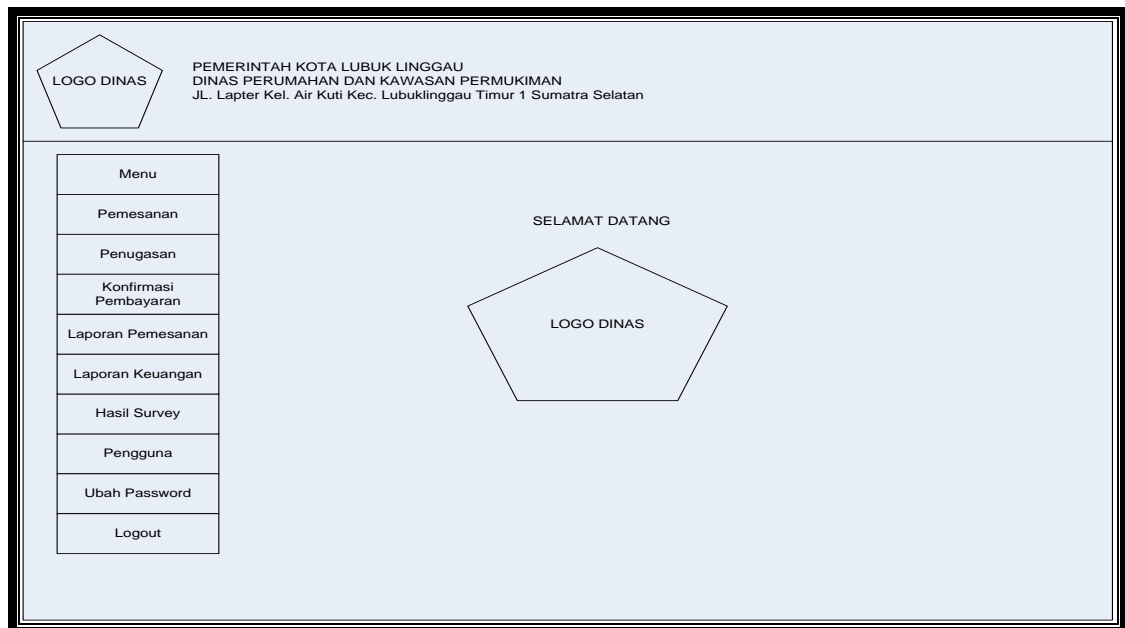 LOGO DINAS
PEMERINTAH KOTA LUBUK LINGGAU
DINAS PERUMAHAN DAN KAWASAN PERMUKIMAN
JL. Lapter Kel. Air Kuti Kec. Lubuklinggau Timur 1 Sumatra Selatan
Menu
Pemesanan
Penugasan
Konfirmasi
Pembayaran
Laporan Pemesanan
Laporan Keuangan
Hasil Survey
Pengguna
Ubah Password
Logout
SELAMAT DATANG
LOGO DINAS